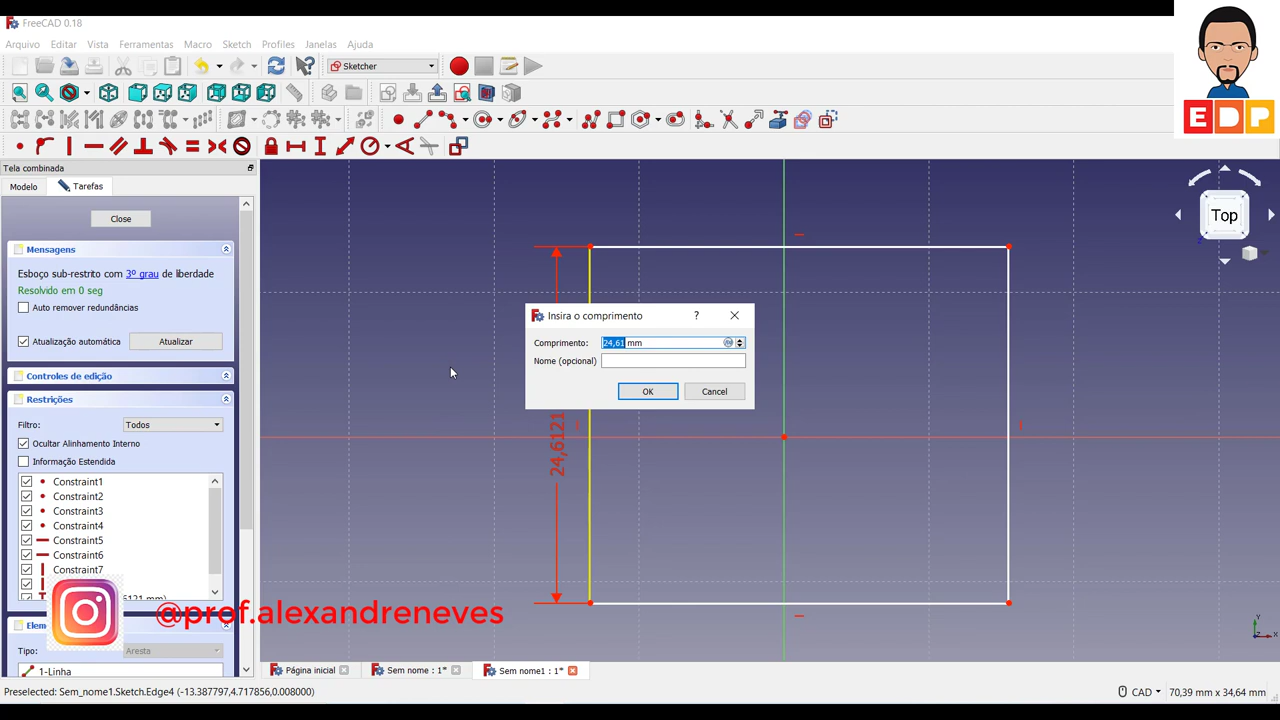 FreeCAD 0.18
Arquivo Editar Vista Ferramentas Macro Sketch Profiles Janelas Ajuda
Sketcher
EDP
Tela combinada
Modelo Tarefas
Close
Mensagens
Esboço sub-restrito com 3º grau de liberdade
Resolvido em 0 seg
Auto remover redundâncias
Atualização automática Atualizar
Controles de edição
Restrições
Filtro: Todos
Ocultar Alinhamento Interno
Informação Estendida
Constraint1
Constraint2
Constraint3
Constraint4
Constraint5
Constraint6
Constraint7
6121 mm)
@prof.alexandreneves
Tipo: Aresta
1-Linha
Top
24,6121
Insira o comprimento ?
Comprimento: 24,61 mm
Nome (opcional)
OK Cancel
Z X
Página inicial Sem nome : 1* Sem nome1 : 1*
Preselected: Sem_nome1.Sketch.Edge4 (-13.387797,4.717856,0.008000)
CAD 70,39 mm x 34,64 mm